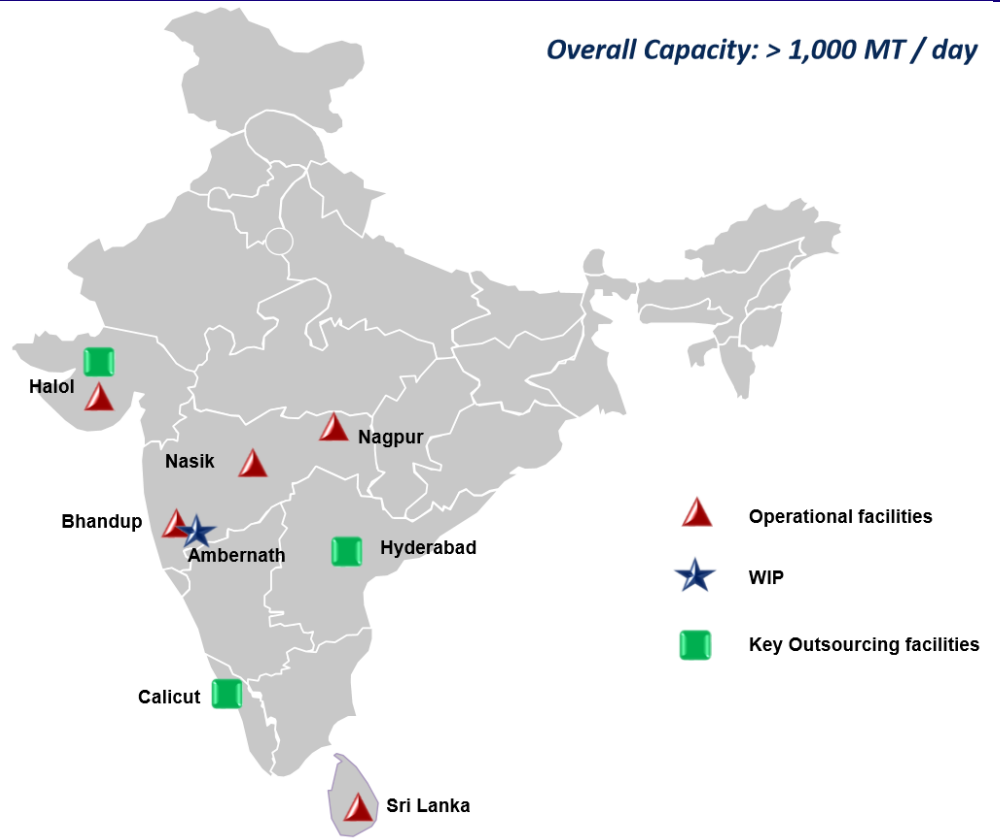 Overall Capacity: > 1,000 MT / day
Halol
Nagpur
Nasik
Bhandup
Ambernath
Hyderabad
Calicut
Sri Lanka
Operational facilities
WIP
Key Outsourcing facilities